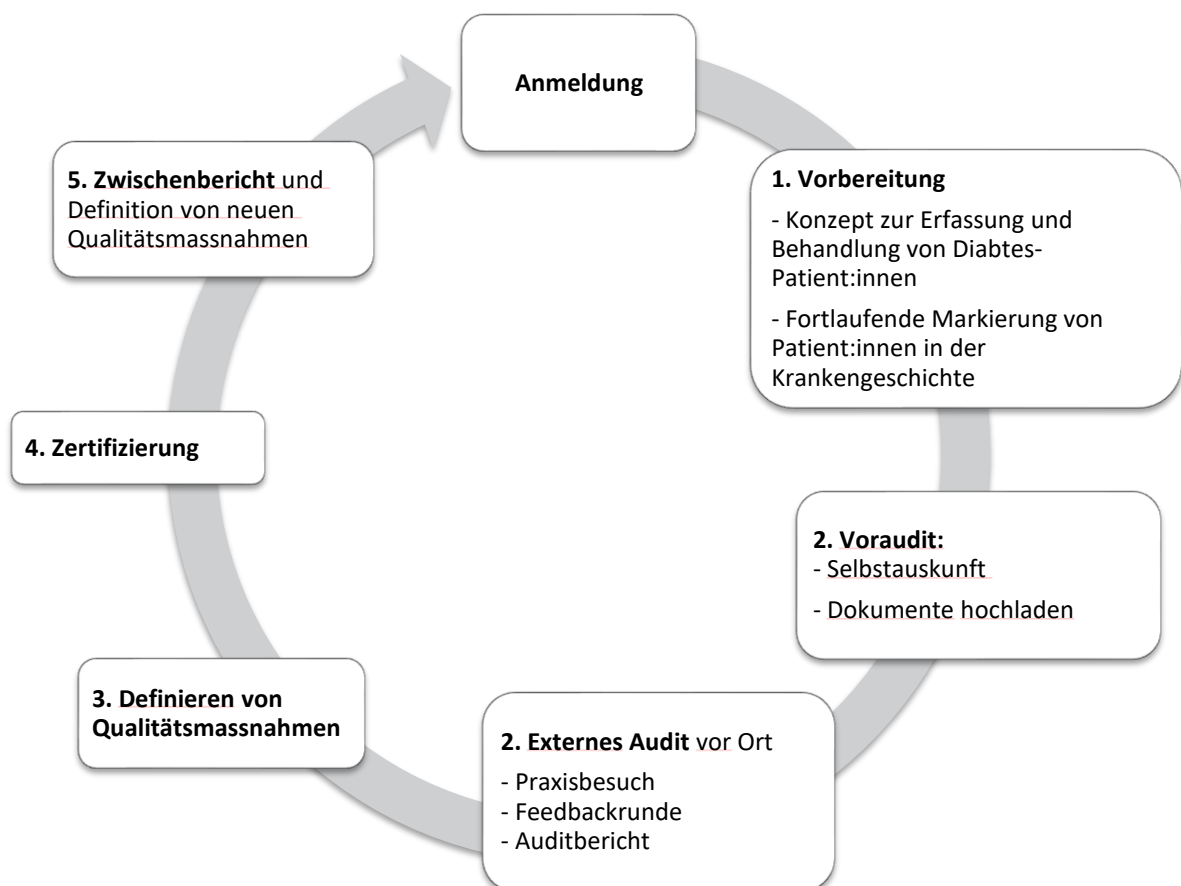 Anmeldung
1. Vorbereitung
- Konzept zur Erfassung und
Behandlung von Diabtes-
Patient:innen
- Fortlaufende Markierung von
Patient:innen in der
Krankengeschichte
2. Voraudit:
- Selbstauskunft
- Dokumente hochladen
2. Externes Audit vor Ort
- Praxisbesuch
- Feedbackrunde
- Auditbericht
3. Definieren von
Qualitätsmassnahmen
4. Zertifizierung
5. Zwischenbericht und
Definition von neuen
Qualitätsmassnahmen